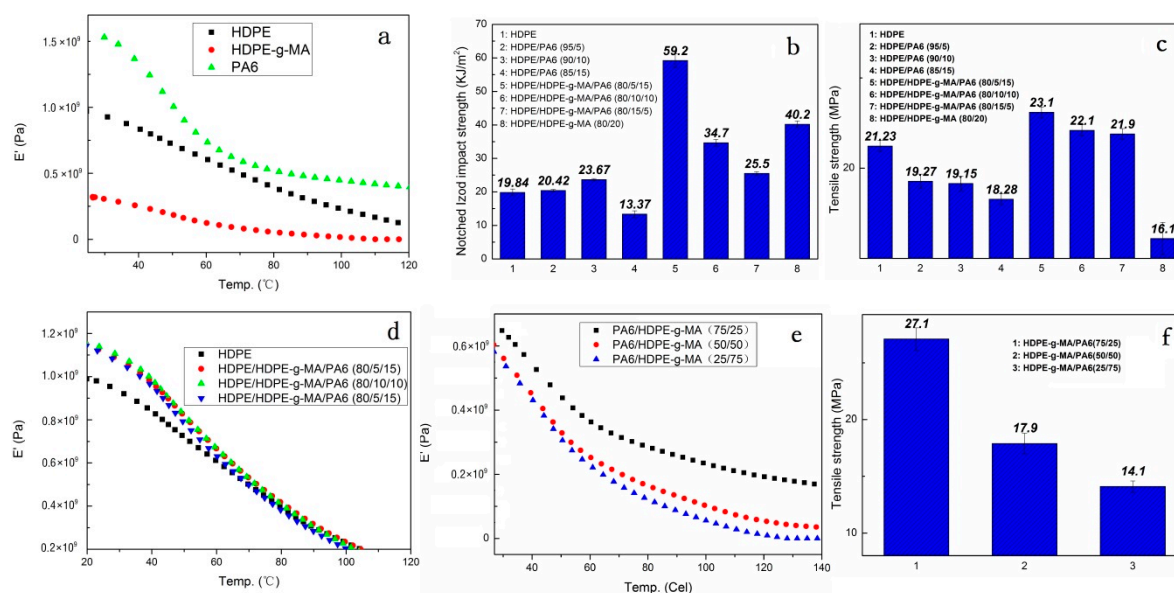 a
HDPE
HDPE-g-MA
PA6
1.5×10⁹
1.0×10⁹
0.5×10⁹
0
E' (Pa)
40 60 80 100 120
Temp. (℃)
b
1: HDPE
2: HDPE/PA6 (95/5)
3: HDPE/PA6 (90/10)
4: HDPE/PA6 (85/15)
5: HDPE/HDPE-g-MA/PA6 (80/5/15)
6: HDPE/HDPE-g-MA/PA6 (80/10/10)
7: HDPE/HDPE-g-MA/PA6 (80/15/5)
8: HDPE/HDPE-g-MA (80/20)
70
60
50
40
30
20
10
0
Notched Izod impact strength (KJ/m²)
19.84 20.42 23.67 13.37 59.2 34.7 25.5 40.2
1 2 3 4 5 6 7 8
c
1: HDPE
2: HDPE/PA6 (95/5)
3: HDPE/PA6 (90/10)
4: HDPE/PA6 (85/15)
5: HDPE/HDPE-g-MA/PA6 (80/5/15)
6: HDPE/HDPE-g-MA/PA6 (80/10/10)
7: HDPE/HDPE-g-MA/PA6 (80/15/5)
8: HDPE/HDPE-g-MA (80/20)
20
Tensile strength (MPa)
21.23 19.27 19.15 18.28 23.1 22.1 21.9 16.1
1 2 3 4 5 6 7 8
d
HDPE
HDPE/HDPE-g-MA/PA6 (80/5/15)
HDPE/HDPE-g-MA/PA6 (80/10/10)
HDPE/HDPE-g-MA/PA6 (80/5/15)
1.2×10⁹
1.0×10⁹
0.8×10⁹
0.6×10⁹
0.4×10⁹
0.2×10⁹
E' (Pa)
20 40 60 80 100 120
Temp. (℃)
e
PA6/HDPE-g-MA（75/25）
PA6/HDPE-g-MA（50/50）
PA6/HDPE-g-MA（25/75）
0.6×10⁹
0.4×10⁹
0.2×10⁹
0
E' (Pa)
40 60 80 100 120 140
Temp. (Cel)
f
1: HDPE-g-MA/PA6(75/25)
2: HDPE-g-MA/PA6(50/50)
3: HDPE-g-MA/PA6(25/75)
20
10
Tensile strength (MPa)
27.1 17.9 14.1
1 2 3